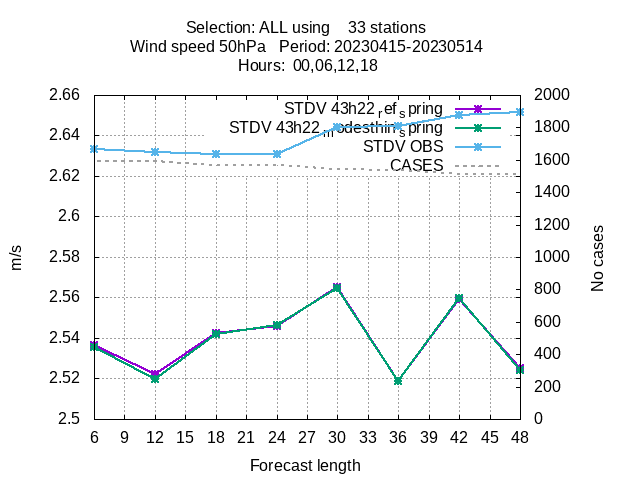 Selection: ALL using 33 stations
Wind speed 50hPa Period: 20230415-20230514
Hours: 00,06,12,18
STDV 43h22_ref_spring
STDV 43h22_modesthin_spring
STDV OBS
CASES
2.66
2.64
2.62
2.6
2.58
2.56
2.54
2.52
2.5
2000
1800
1600
1400
1200
1000
800
600
400
200
0
m/s
No cases
6 9 12 15 18 21 24 27 30 33 36 39 42 45 48
Forecast length